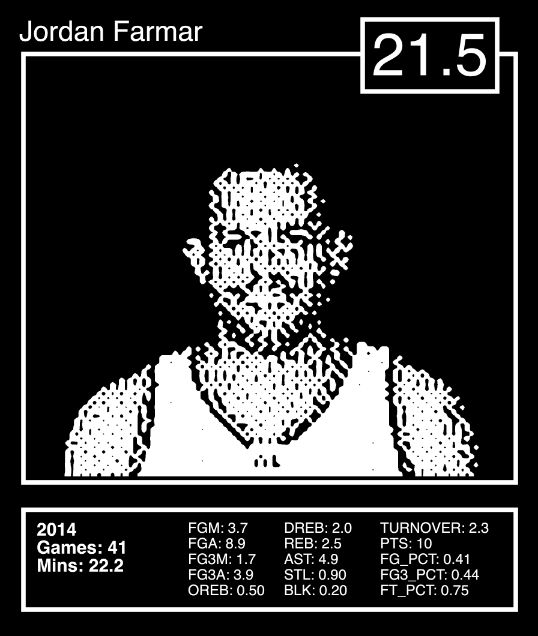 Jordan Farmar
21.5
2014
Games: 41
Mins: 22.2
FGM: 3.7
FGA: 8.9
FG3M: 1.7
FG3A: 3.9
OREB: 0.50
DREB: 2.0
REB: 2.5
AST: 4.9
STL: 0.90
BLK: 0.20
TURNOVER: 2.3
PTS: 10
FG_PCT: 0.41
FG3_PCT: 0.44
FT_PCT: 0.75